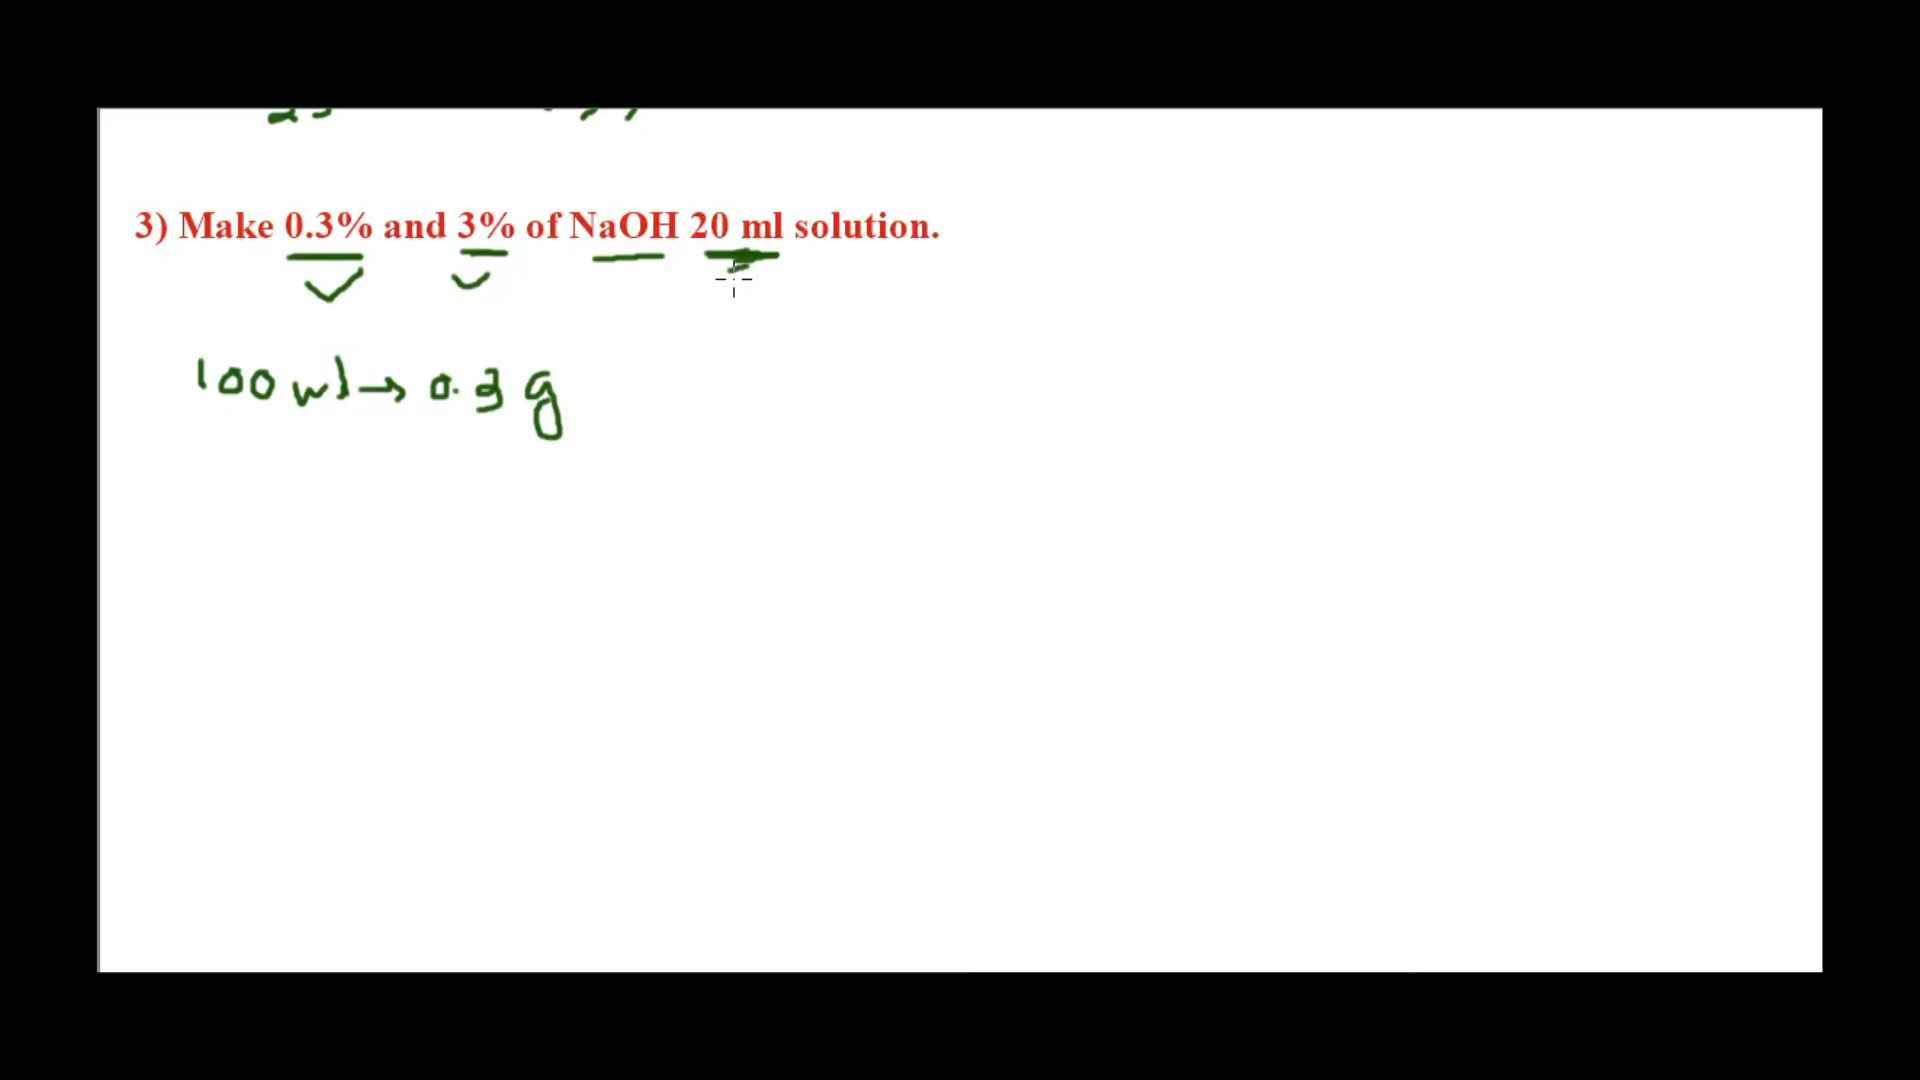 3) Make 0.3% and 3% of NaOH 20 ml solution.
100 ml → 0.3 g